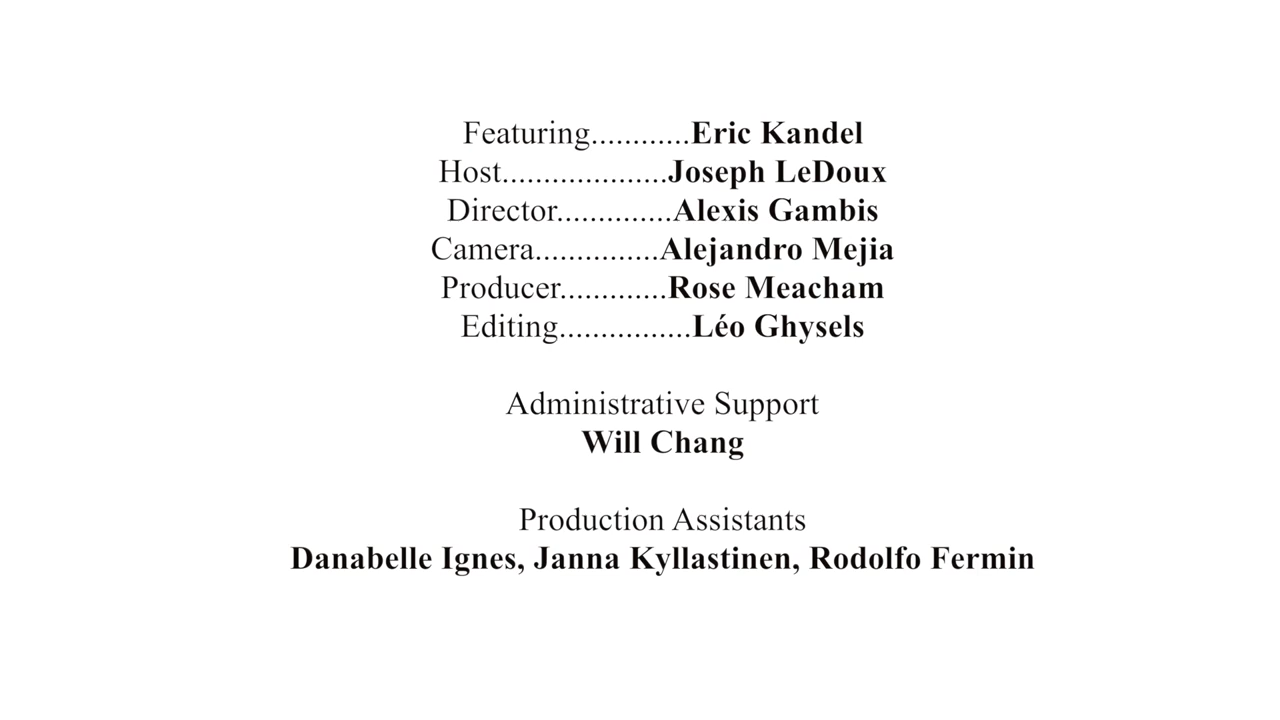 Featuring............Eric Kandel
Host....................Joseph LeDoux
Director..............Alexis Gambis
Camera...............Alejandro Mejia
Producer.............Rose Meacham
Editing................Léo Ghysels
Administrative Support
Will Chang
Production Assistants
Danabelle Ignes, Janna Kyllastinen, Rodolfo Fermin